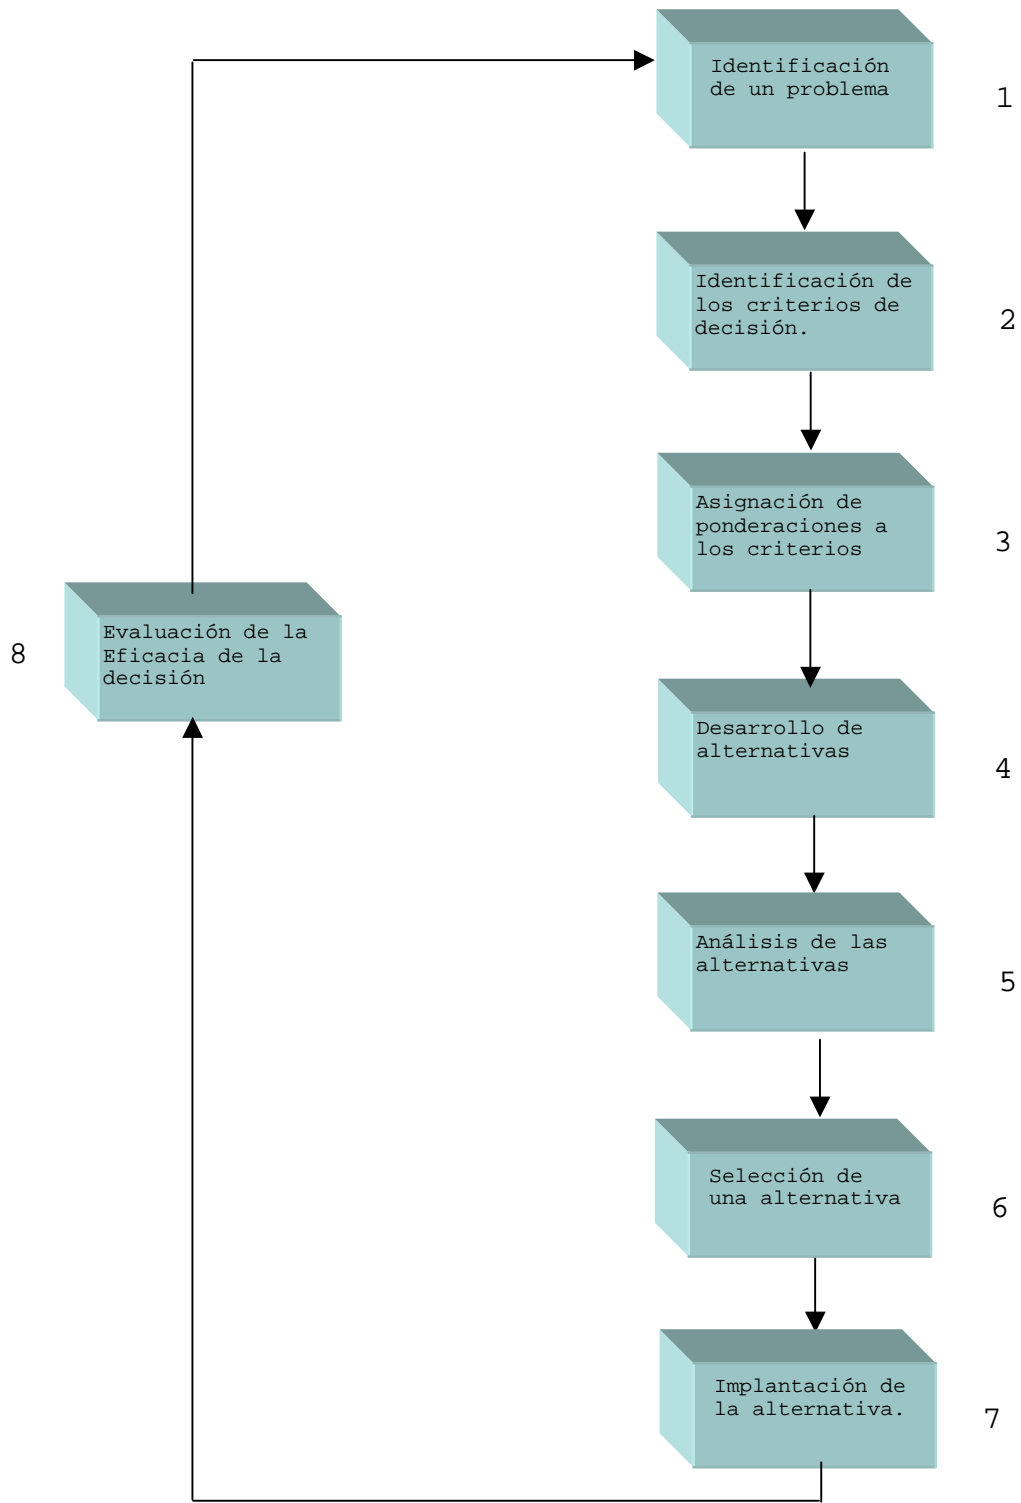 Identificación
de un problema
1
Identificación de
los criterios de
decisión.
2
Asignación de
ponderaciones a
los criterios
3
Desarrollo de
alternativas
4
Análisis de las
alternativas
5
Selección de
una alternativa
6
Implantación de
la alternativa.
7
Evaluación de la
Eficacia de la
decisión
8